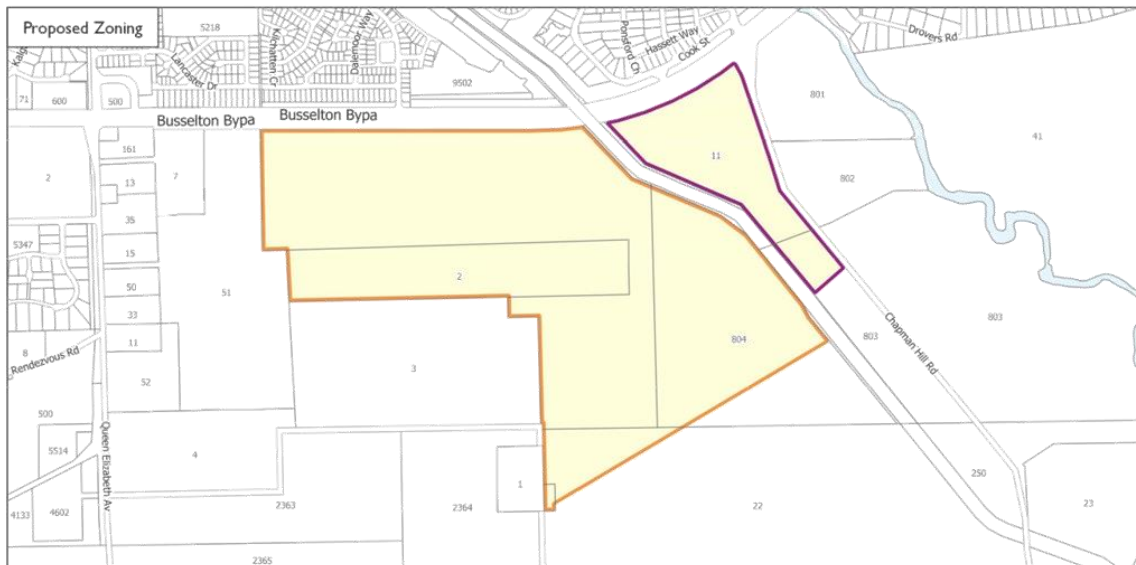 Proposed Zoning
5218
Kalg
Lancaster Dr
Kilchatten Cr
Dalemoor Way
Ponsford Ch
Hassett Way
Cook St
Drovers Rd
71
600
500
9502
801
Busselton Bypa
Busselton Bypa
41
161
11
2
7
13
802
35
5347
15
2
50
51
33
803
803
11
804
8
Rendezvous Rd
3
52
Chapman Hill Rd
500
Queen Elizabeth Av
5514
4
250
1
23
4133
4602
2363
2364
22
2365